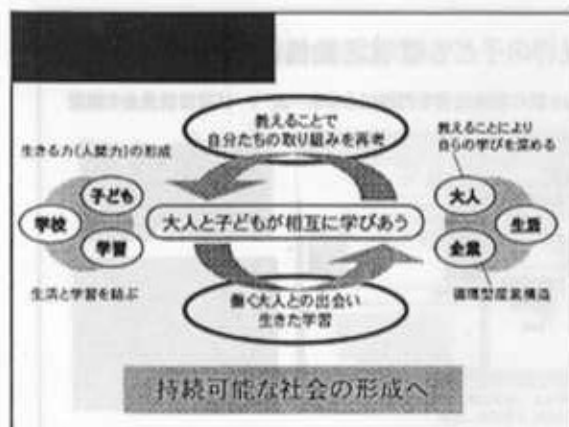 教えることで
自分たちの取り組みを再考
生きる力(人間力)の形成
教えることにより
自らの学びを深める
子ども
学校
学習
大人と子どもが相互に学びあう
大人
生活
企業
生活と学習を結ぶ
働く大人との出会い
生きた学習
循環型産業構造
持続可能な社会の形成へ